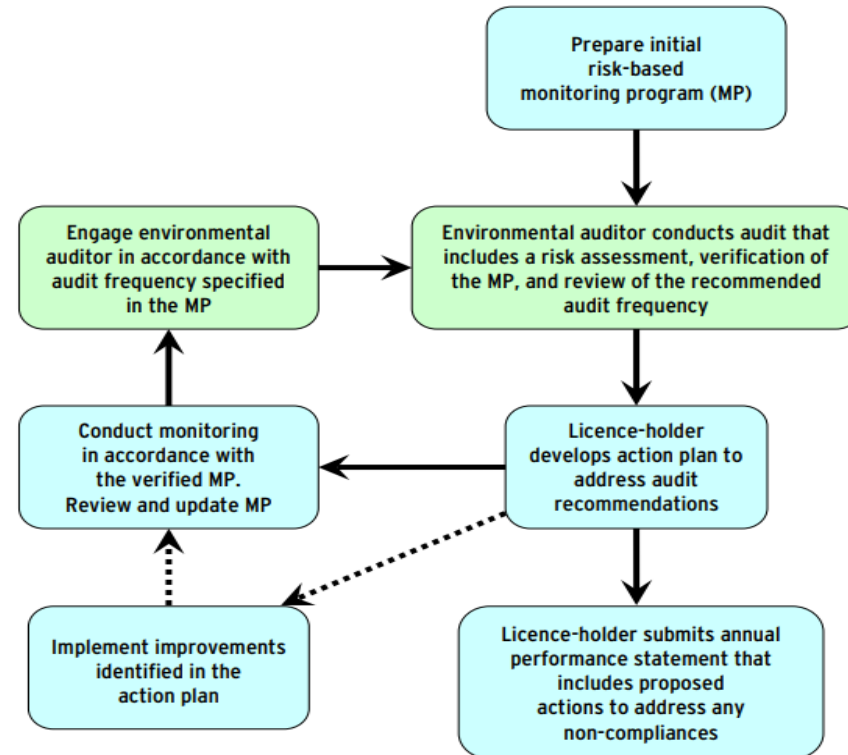 Prepare initial
risk-based
monitoring program (MP)
Engage environmental
auditor in accordance with
audit frequency specified
in the MP
Environmental auditor conducts audit that
includes a risk assessment, verification of
the MP, and review of the recommended
audit frequency
Conduct monitoring
in accordance with
the verified MP.
Review and update MP
Licence-holder
develops action plan to
address audit
recommendations
Implement improvements
identified in the
action plan
Licence-holder submits annual
performance statement that
includes proposed
actions to address any
non-compliances